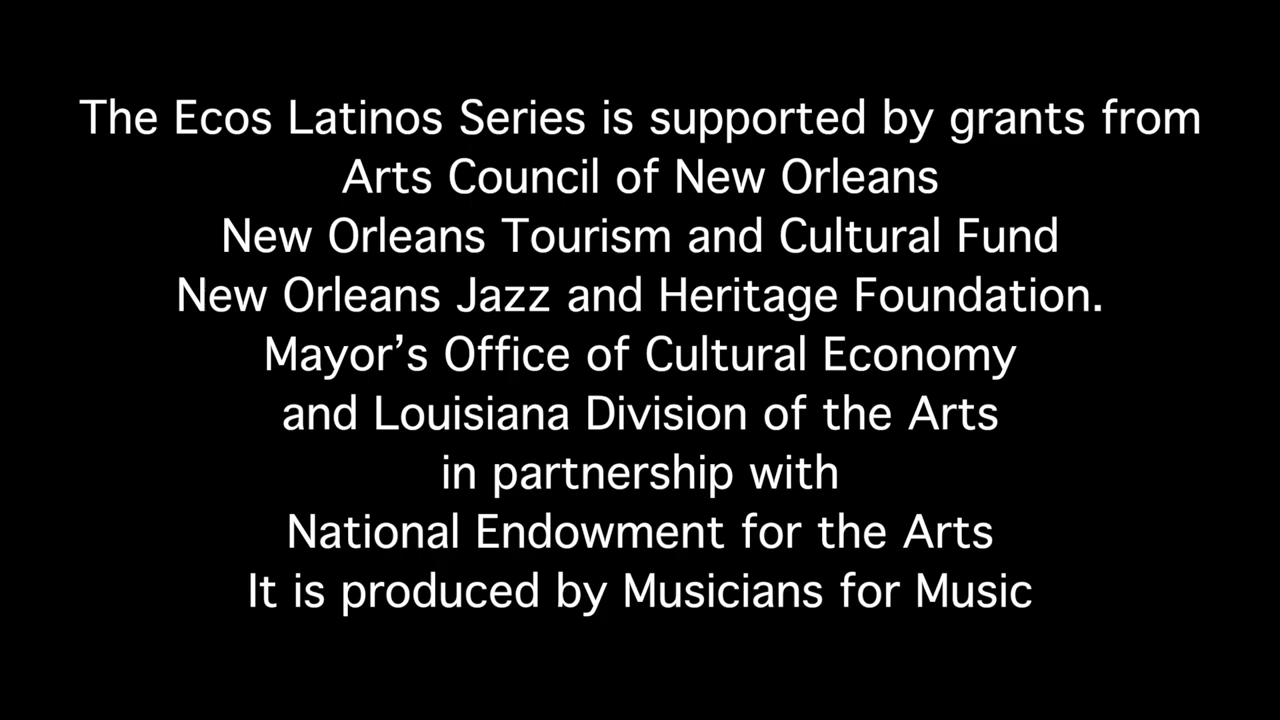 The Ecos Latinos Series is supported by grants from
Arts Council of New Orleans
New Orleans Tourism and Cultural Fund
New Orleans Jazz and Heritage Foundation.
Mayor’s Office of Cultural Economy
and Louisiana Division of the Arts
in partnership with
National Endowment for the Arts
It is produced by Musicians for Music